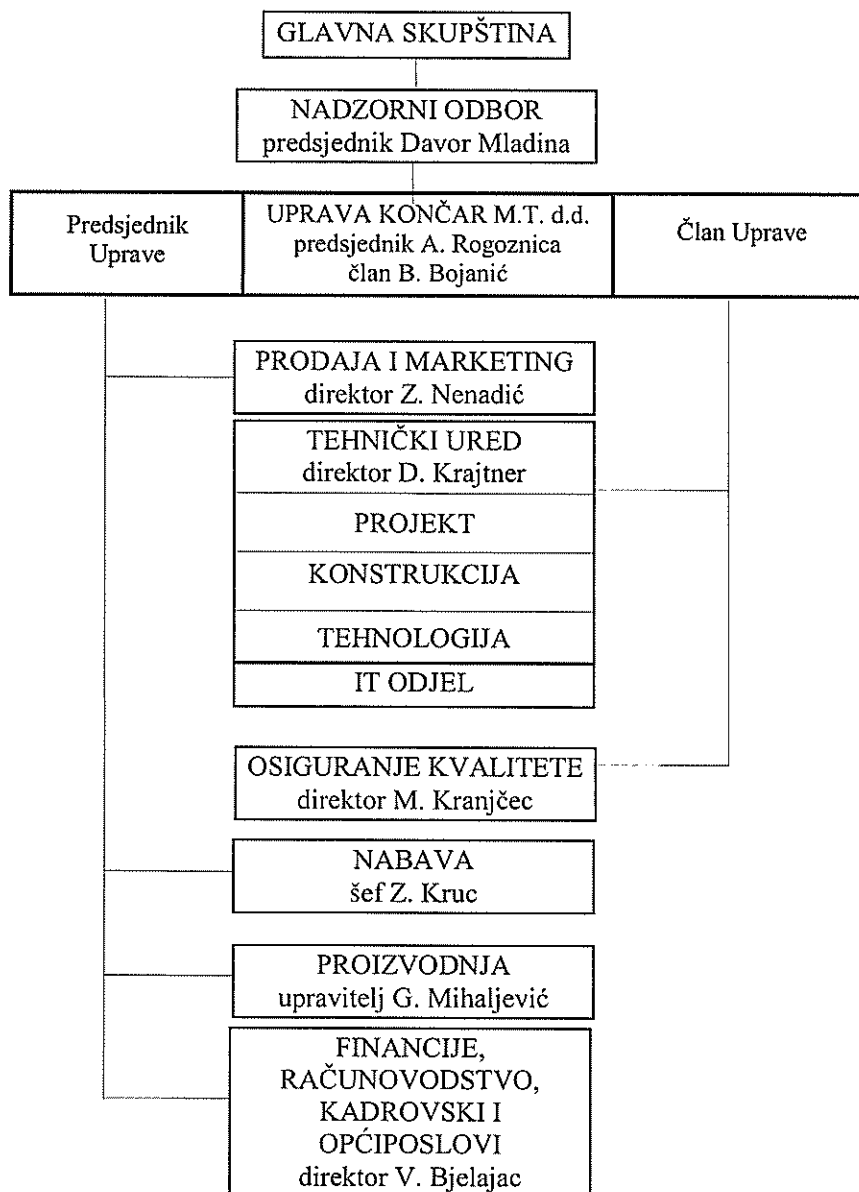 GLAVNA SKUPŠTINA
NADZORNI ODBOR
predsjednik Davor Mladina
Predsjednik
Uprave
UPRAVA KONČAR M.T. d.d.
predsjednik A. Rogoznica
član B. Bojanić
Član Uprave
PRODAJA I MARKETING
direktor Z. Nenadić
TEHNIČKI URED
direktor D. Krajtner
PROJEKT
KONSTRUKCIJA
TEHNOLOGIJA
IT ODJEL
OSIGURANJE KVALITETE
direktor M. Kranjčec
NABAVA
šef Z. Kruc
PROIZVODNJA
upravitelj G. Mihaljević
FINANCIJE,
RAČUNOVODSTVO,
KADROVSKI I
OPĆIPOSLOVI
direktor V. Bjelajac